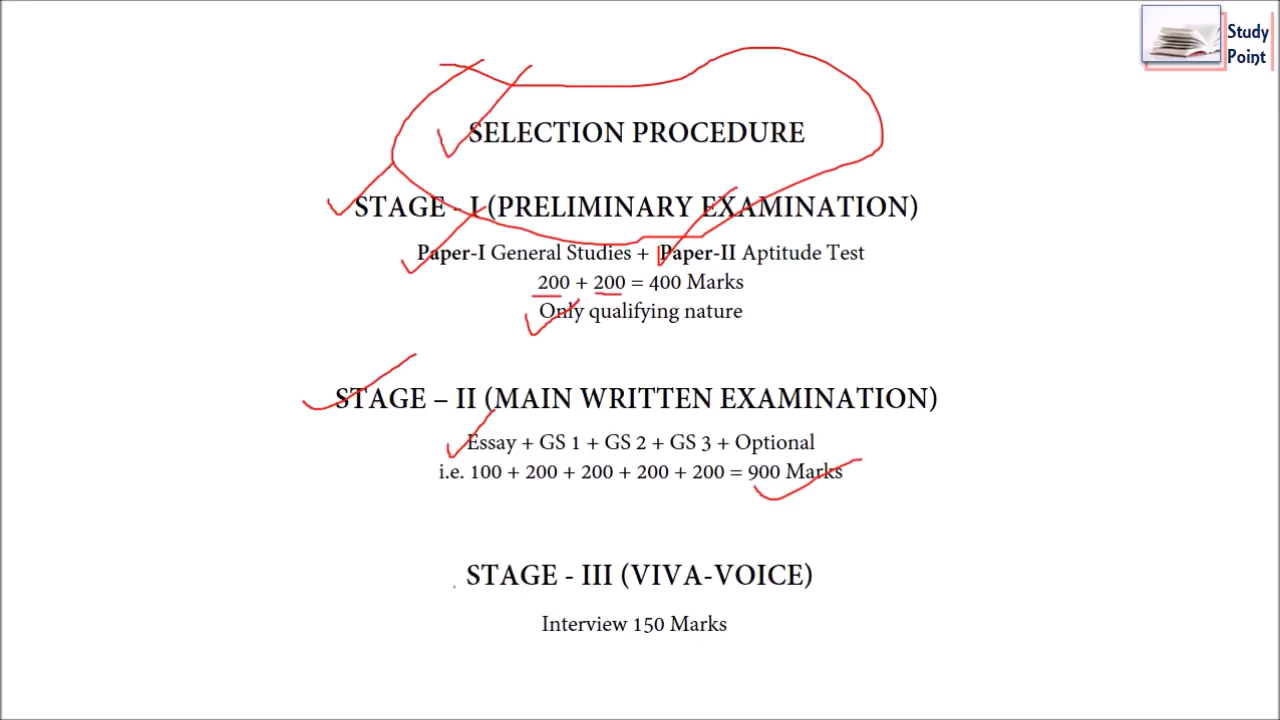 Study
Point
SELECTION PROCEDURE
STAGE - I (PRELIMINARY EXAMINATION)
Paper-I General Studies + Paper-II Aptitude Test
200 + 200 = 400 Marks
Only qualifying nature
STAGE – II (MAIN WRITTEN EXAMINATION)
Essay + GS 1 + GS 2 + GS 3 + Optional
i.e. 100 + 200 + 200 + 200 + 200 = 900 Marks
STAGE - III (VIVA-VOICE)
Interview 150 Marks